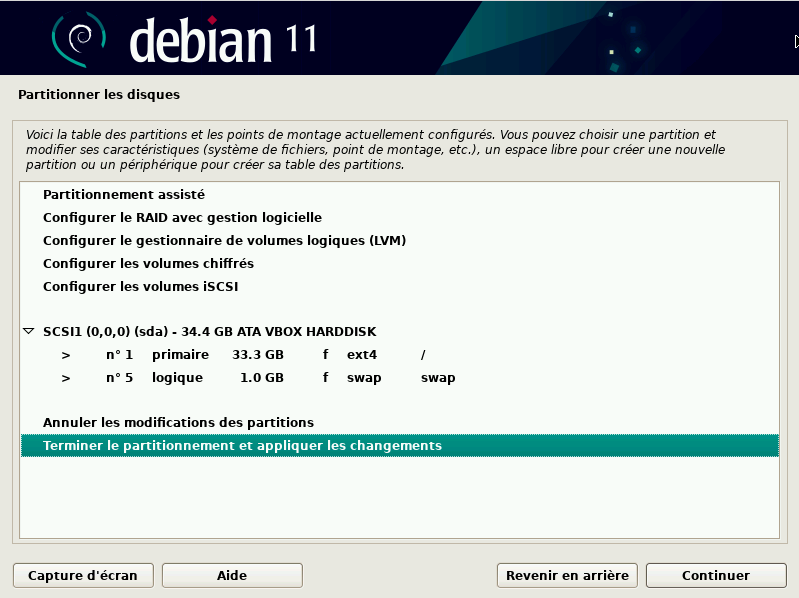 debian 11
Partitionner les disques
Voici la table des partitions et les points de montage actuellement configurés. Vous pouvez choisir une partition et
modifier ses caractéristiques (système de fichiers, point de montage, etc.), un espace libre pour créer une nouvelle
partition ou un périphérique pour créer sa table des partitions.
Partitionnement assisté
Configurer le RAID avec gestion logicielle
Configurer le gestionnaire de volumes logiques (LVM)
Configurer les volumes chiffrés
Configurer les volumes iSCSI
SCSI1 (0,0,0) (sda) - 34.4 GB ATA VBOX HARDDISK
> n° 1 primaire 33.3 GB f ext4 /
> n° 5 logique 1.0 GB f swap swap
Annuler les modifications des partitions
Terminer le partitionnement et appliquer les changements
Capture d'écran Aide Revenir en arrière Continuer